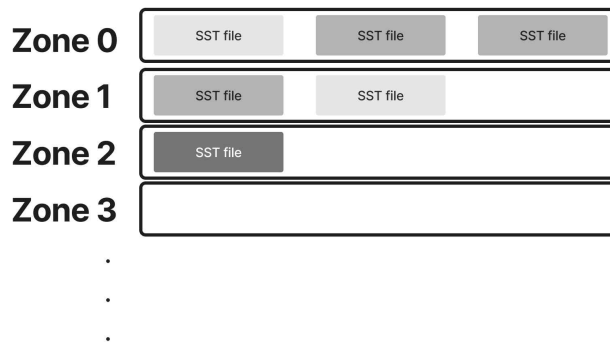 Zone 0 SST file SST file SST file
Zone 1 SST file SST file
Zone 2 SST file
Zone 3
.
.
.